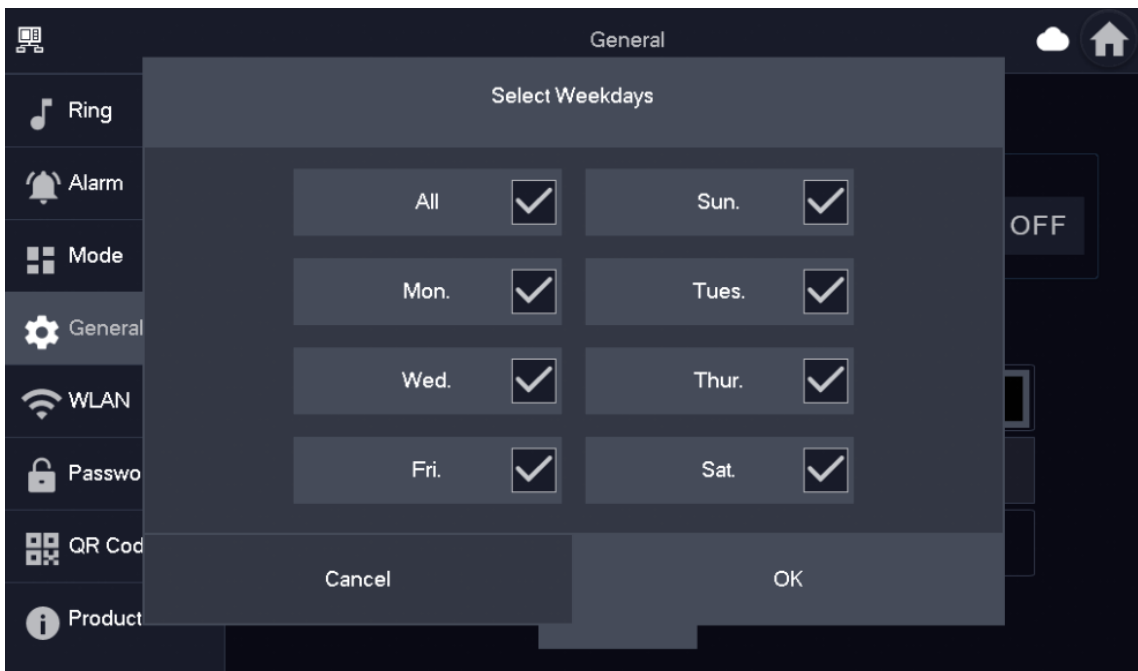 General
Select Weekdays
Ring
Alarm
Mode
General
WLAN
Passwo
QR Cod
Product
All
Sun.
Mon.
Tues.
Wed.
Thur.
Fri.
Sat.
OFF
Cancel
OK